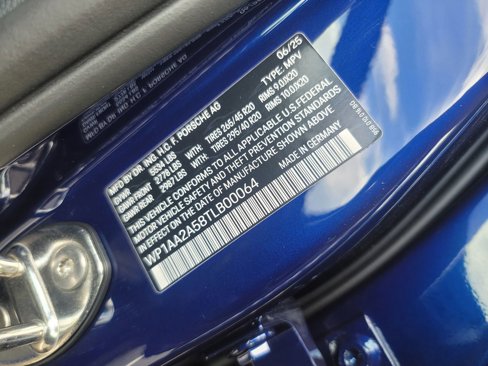 MFD. BY DR. ING. H.C. F. PORSCHE AG 06/25
GVWR 5534 LBS TYPE: MPV
GAWR FRONT 2778 LBS WITH: TIRES 265/45 R20 RIMS 9.0JX20
GAWR REAR 2987 LBS WITH: TIRES 295/40 R20 RIMS 10.0JX20
THIS VEHICLE CONFORMS TO ALL APPLICABLE U.S. FEDERAL
MOTOR VEHICLE SAFETY AND THEFT PREVENTION STANDARDS
IN EFFECT ON THE DATE OF MANUFACTURE SHOWN ABOVE.
WP1AA2A58TLB00064 MADE IN GERMANY